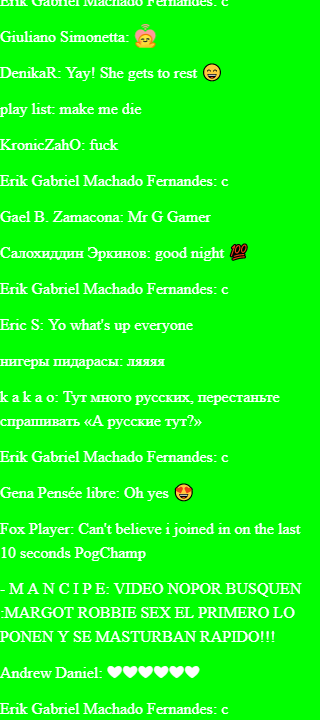 Erik Gabriel Machado Fernandes: c
Giuliano Simonetta:
DenikaR: Yay! She gets to rest 😄
play list: make me die
KronicZahO: fuck
Erik Gabriel Machado Fernandes: c
Gael B. Zamacona: Mr G Gamer
Салохиддин Эркинов: good night 💯
Erik Gabriel Machado Fernandes: c
Eric S: Yo what's up everyone
нигеры пидарасы: ляяяя
k a k a o: Тут много русских, перестаньте
спрашивать «А русские тут?»
Erik Gabriel Machado Fernandes: c
Gena Pensée libre: Oh yes 😍
Fox Player: Can't believe i joined in on the last
10 seconds PogChamp
- M A N C I P E: VIDEO NOPOR BUSQUEN
:MARGOT ROBBIE SEX EL PRIMERO LO
PONEN Y SE MASTURBAN RAPIDO!!!
Andrew Daniel: 🤍🤍🤍🤍🤍🤍
Erik Gabriel Machado Fernandes: c